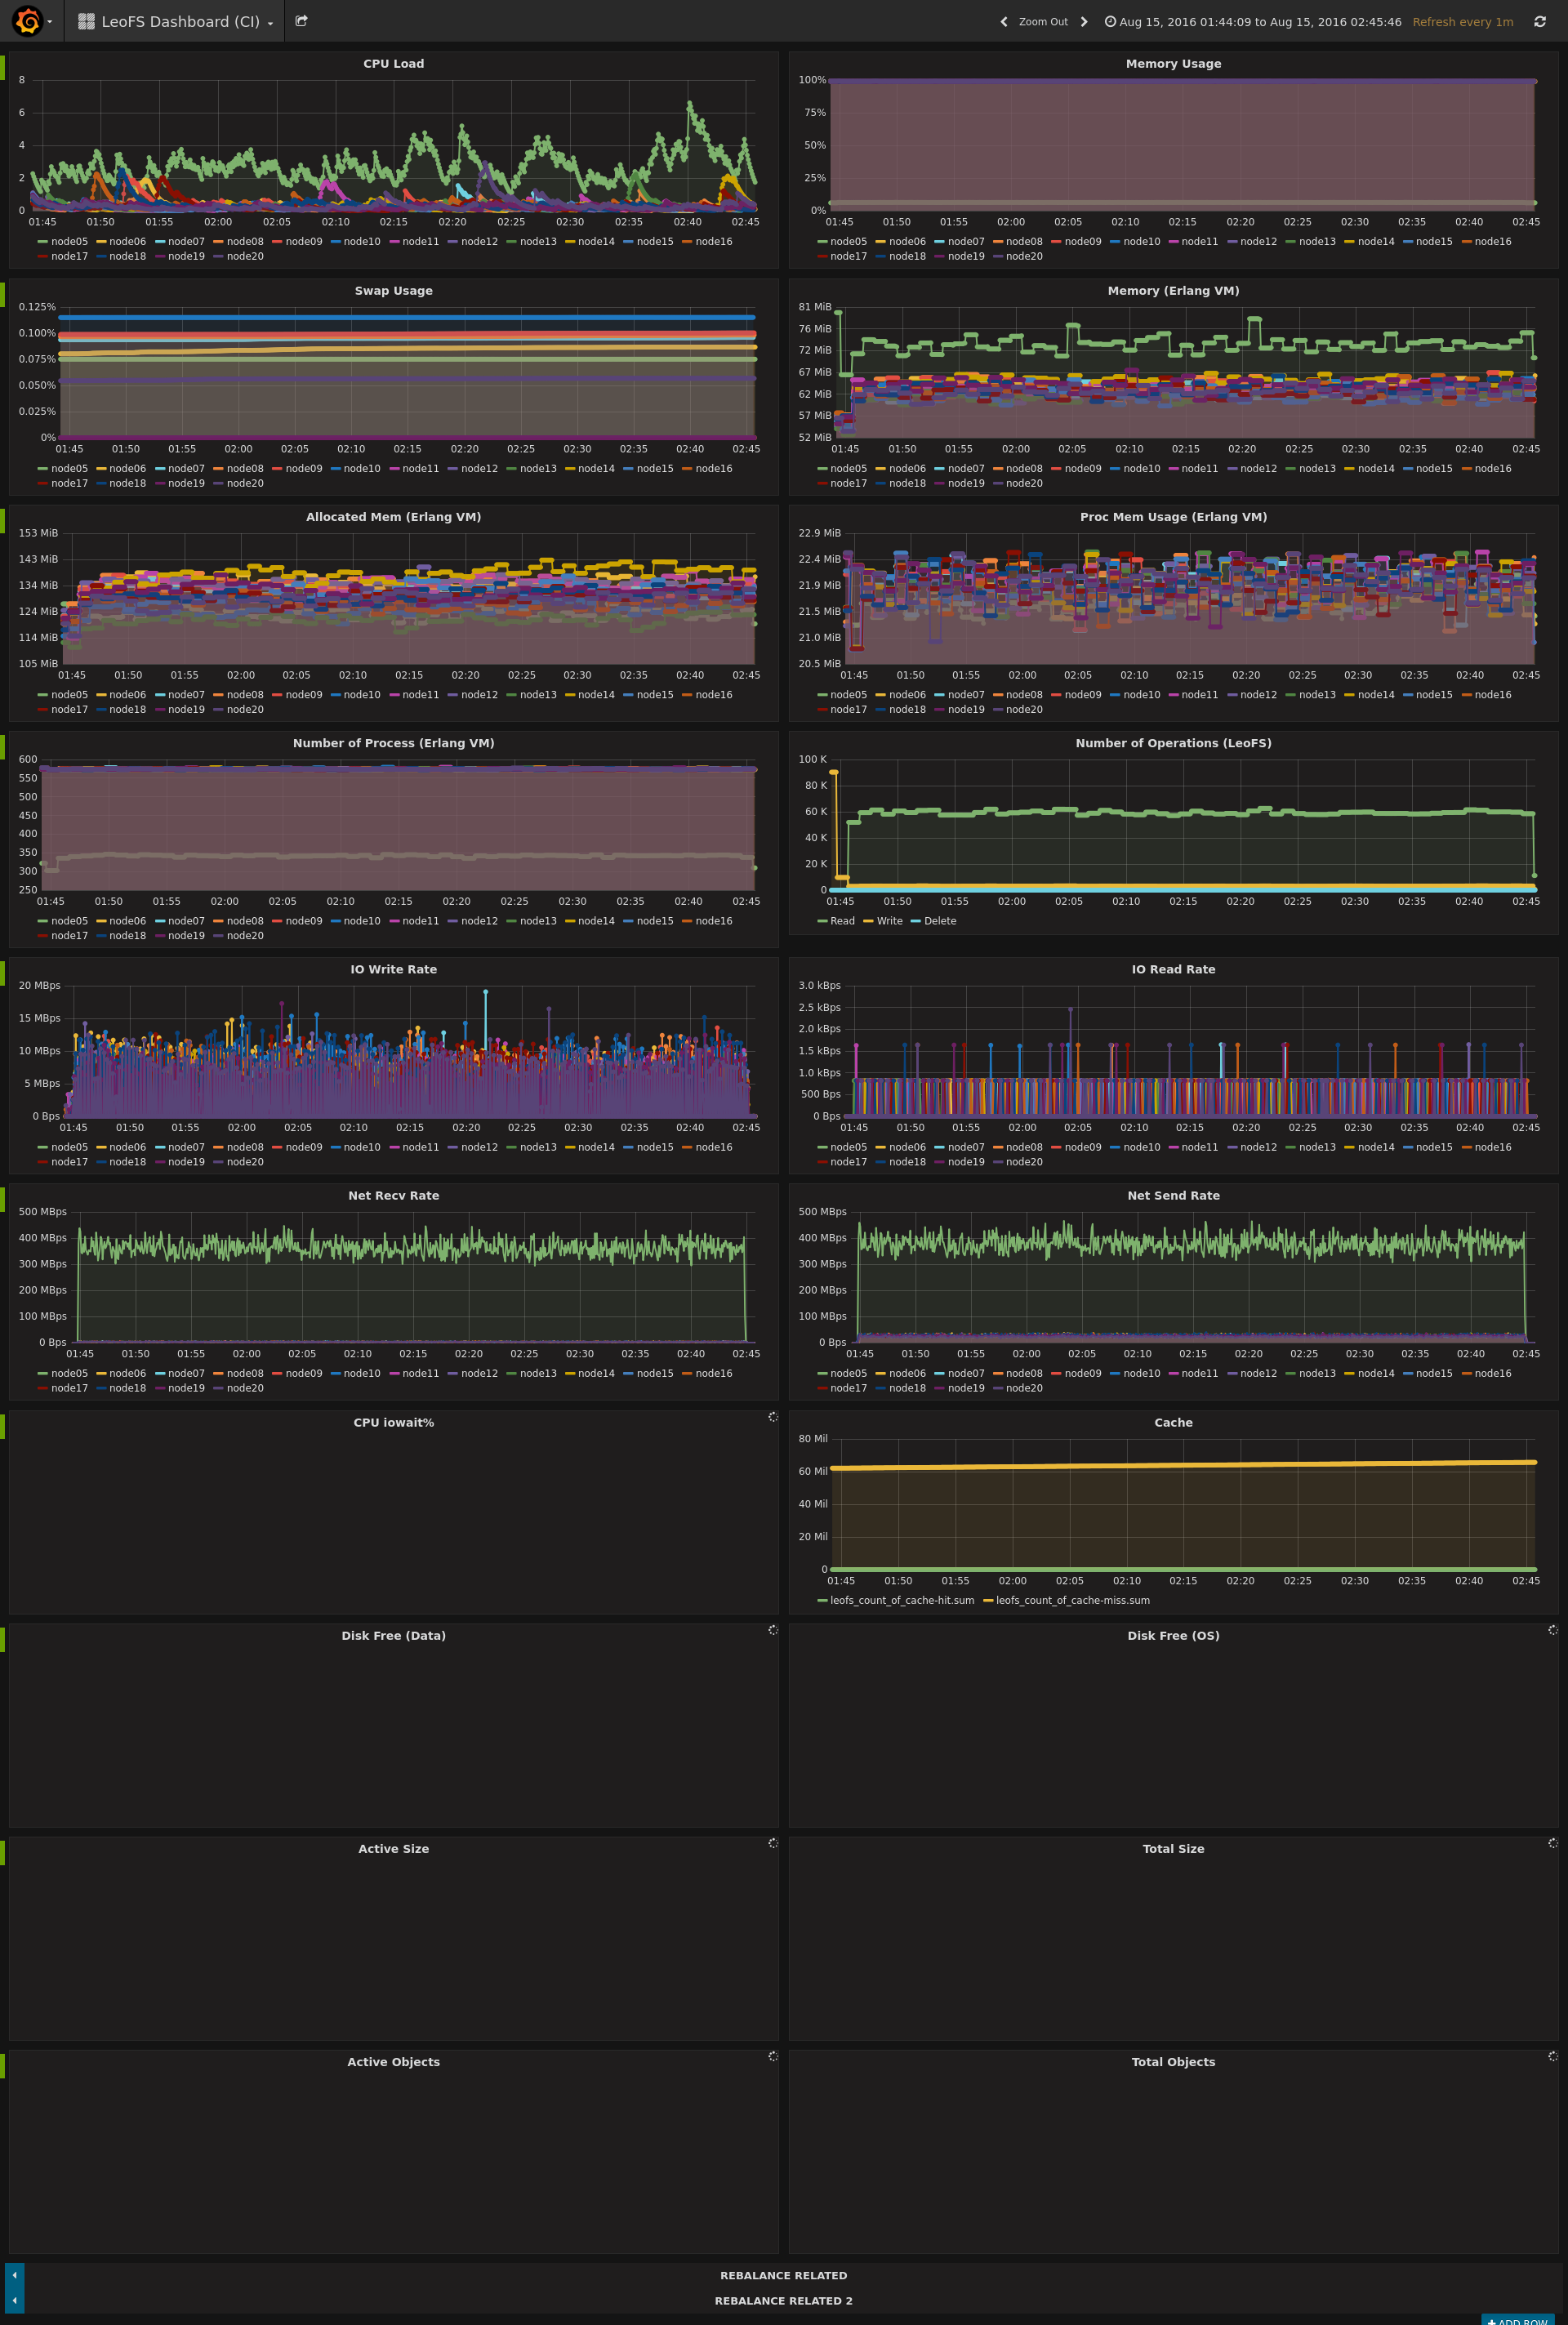 LeoFS Dashboard (CI)
Zoom Out
Aug 15, 2016 01:44:09 to Aug 15, 2016 02:45:46 Refresh every 1m
CPU Load
8
6
4
2
0
01:45 01:50 01:55 02:00 02:05 02:10 02:15 02:20 02:25 02:30 02:35 02:40 02:45
node05 node06 node07 node08 node09 node10 node11 node12 node13 node14 node15 node16
node17 node18 node19 node20
Memory Usage
100%
75%
50%
25%
0%
01:45 01:50 01:55 02:00 02:05 02:10 02:15 02:20 02:25 02:30 02:35 02:40 02:45
node05 node06 node07 node08 node09 node10 node11 node12 node13 node14 node15 node16
node17 node18 node19 node20
Swap Usage
0.125%
0.100%
0.075%
0.050%
0.025%
0%
01:45 01:50 01:55 02:00 02:05 02:10 02:15 02:20 02:25 02:30 02:35 02:40 02:45
node05 node06 node07 node08 node09 node10 node11 node12 node13 node14 node15 node16
node17 node18 node19 node20
Memory (Erlang VM)
81 MiB
76 MiB
72 MiB
67 MiB
62 MiB
57 MiB
52 MiB
01:45 01:50 01:55 02:00 02:05 02:10 02:15 02:20 02:25 02:30 02:35 02:40 02:45
node05 node06 node07 node08 node09 node10 node11 node12 node13 node14 node15 node16
node17 node18 node19 node20
Allocated Mem (Erlang VM)
153 MiB
143 MiB
134 MiB
124 MiB
114 MiB
105 MiB
01:45 01:50 01:55 02:00 02:05 02:10 02:15 02:20 02:25 02:30 02:35 02:40 02:45
node05 node06 node07 node08 node09 node10 node11 node12 node13 node14 node15 node16
node17 node18 node19 node20
Proc Mem Usage (Erlang VM)
22.9 MiB
22.4 MiB
21.9 MiB
21.5 MiB
21.0 MiB
20.5 MiB
01:45 01:50 01:55 02:00 02:05 02:10 02:15 02:20 02:25 02:30 02:35 02:40 02:45
node05 node06 node07 node08 node09 node10 node11 node12 node13 node14 node15 node16
node17 node18 node19 node20
Number of Process (Erlang VM)
600
550
500
450
400
350
300
250
01:45 01:50 01:55 02:00 02:05 02:10 02:15 02:20 02:25 02:30 02:35 02:40 02:45
node05 node06 node07 node08 node09 node10 node11 node12 node13 node14 node15 node16
node17 node18 node19 node20
Number of Operations (LeoFS)
100 K
80 K
60 K
40 K
20 K
0
01:45 01:50 01:55 02:00 02:05 02:10 02:15 02:20 02:25 02:30 02:35 02:40 02:45
Read Write Delete
IO Write Rate
20 MBps
15 MBps
10 MBps
5 MBps
0 Bps
01:45 01:50 01:55 02:00 02:05 02:10 02:15 02:20 02:25 02:30 02:35 02:40 02:45
node05 node06 node07 node08 node09 node10 node11 node12 node13 node14 node15 node16
node17 node18 node19 node20
IO Read Rate
3.0 kBps
2.5 kBps
2.0 kBps
1.5 kBps
1.0 kBps
500 Bps
0 Bps
01:45 01:50 01:55 02:00 02:05 02:10 02:15 02:20 02:25 02:30 02:35 02:40 02:45
node05 node06 node07 node08 node09 node10 node11 node12 node13 node14 node15 node16
node17 node18 node19 node20
Net Recv Rate
500 MBps
400 MBps
300 MBps
200 MBps
100 MBps
0 Bps
01:45 01:50 01:55 02:00 02:05 02:10 02:15 02:20 02:25 02:30 02:35 02:40 02:45
node05 node06 node07 node08 node09 node10 node11 node12 node13 node14 node15 node16
node17 node18 node19 node20
Net Send Rate
500 MBps
400 MBps
300 MBps
200 MBps
100 MBps
0 Bps
01:45 01:50 01:55 02:00 02:05 02:10 02:15 02:20 02:25 02:30 02:35 02:40 02:45
node05 node06 node07 node08 node09 node10 node11 node12 node13 node14 node15 node16
node17 node18 node19 node20
CPU iowait%
Cache
80 Mil
60 Mil
40 Mil
20 Mil
0
01:45 01:50 01:55 02:00 02:05 02:10 02:15 02:20 02:25 02:30 02:35 02:40 02:45
leofs_count_of_cache-hit.sum leofs_count_of_cache-miss.sum
Disk Free (Data)
Disk Free (OS)
Active Size
Total Size
Active Objects
Total Objects
REBALANCE RELATED
REBALANCE RELATED 2
ADD ROW